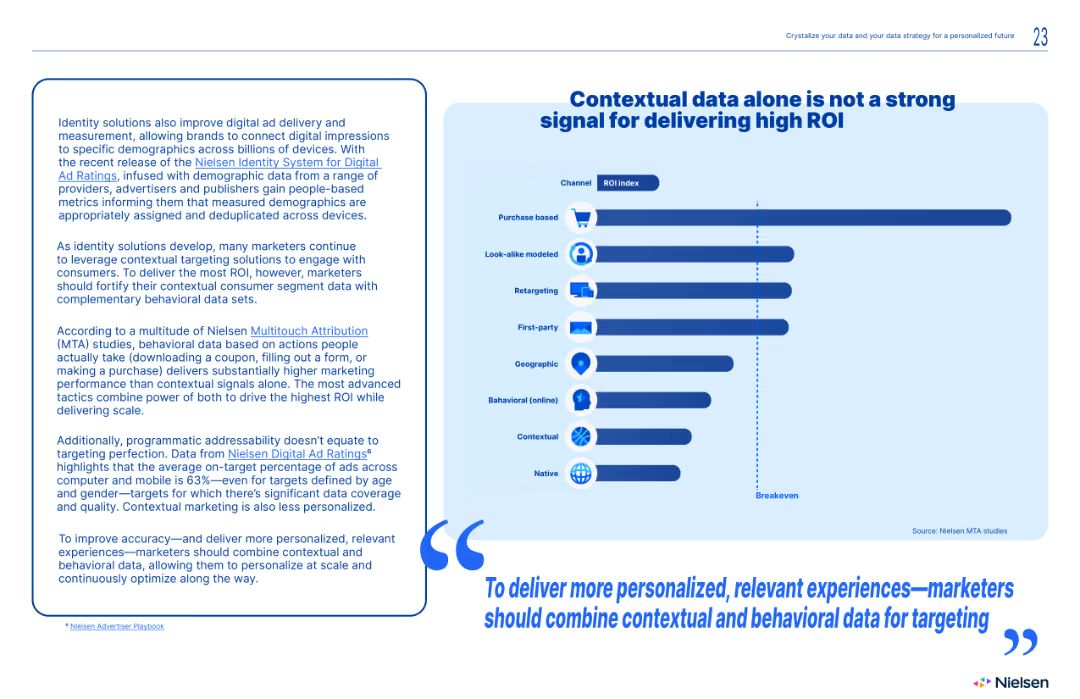 Crystalize your data and your data strategy for a personalized future 23
Identity solutions also improve digital ad delivery and
measurement, allowing brands to connect digital impressions
to specific demographics across billions of devices. With
the recent release of the Nielsen Identity System for Digital
Ad Ratings, infused with demographic data from a range of
providers, advertisers and publishers gain people-based
metrics informing them that measured demographics are
appropriately assigned and deduplicated across devices.
As identity solutions develop, many marketers continue
to leverage contextual targeting solutions to engage with
consumers. To deliver the most ROI, however, marketers
should fortify their contextual consumer segment data with
complementary behavioral data sets.
According to a multitude of Nielsen Multitouch Attribution
(MTA) studies, behavioral data based on actions people
actually take (downloading a coupon, filling out a form, or
making a purchase) delivers substantially higher marketing
performance than contextual signals alone. The most advanced
tactics combine power of both to drive the highest ROI while
delivering scale.
Additionally, programmatic addressability doesn't equate to
targeting perfection. Data from Nielsen Digital Ad Ratings⁶
highlights that the average on-target percentage of ads across
computer and mobile is 63%—even for targets defined by age
and gender—targets for which there's significant data coverage
and quality. Contextual marketing is also less personalized.
To improve accuracy—and deliver more personalized, relevant
experiences—marketers should combine contextual and
behavioral data, allowing them to personalize at scale and
continuously optimize along the way.
⁶ Nielsen Advertiser Playbook
Contextual data alone is not a strong
signal for delivering high ROI
Channel ROI index
Purchase based
Look-alike modeled
Retargeting
First-party
Geographic
Bahavioral (online)
Contextual
Native
Breakeven
Source: Nielsen MTA studies
“To deliver more personalized, relevant experiences—marketers
should combine contextual and behavioral data for targeting”
Nielsen